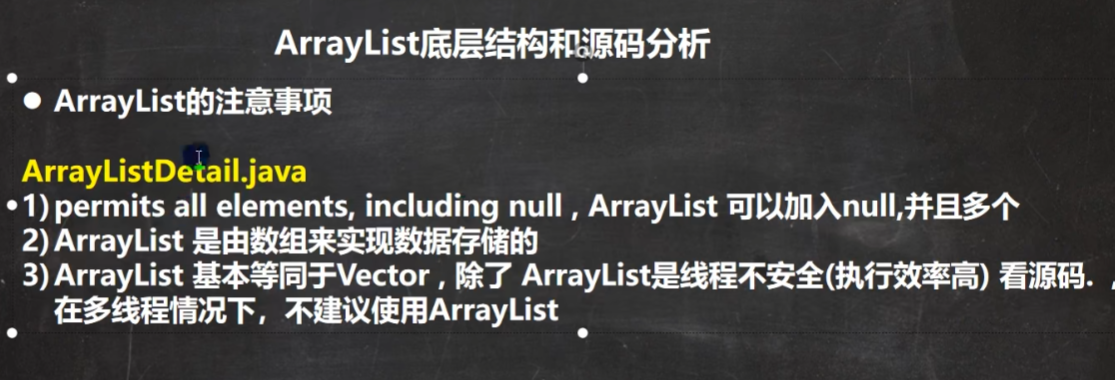 ArrayList底层结构和源码分析
● ArrayList的注意事项
ArrayListDetail.java
1) permits all elements, including null , ArrayList 可以加入null,并且多个
2) ArrayList 是由数组来实现数据存储的
3) ArrayList 基本等同于Vector , 除了 ArrayList是线程不安全(执行效率高) 看源码. ,
在多线程情况下，不建议使用ArrayList